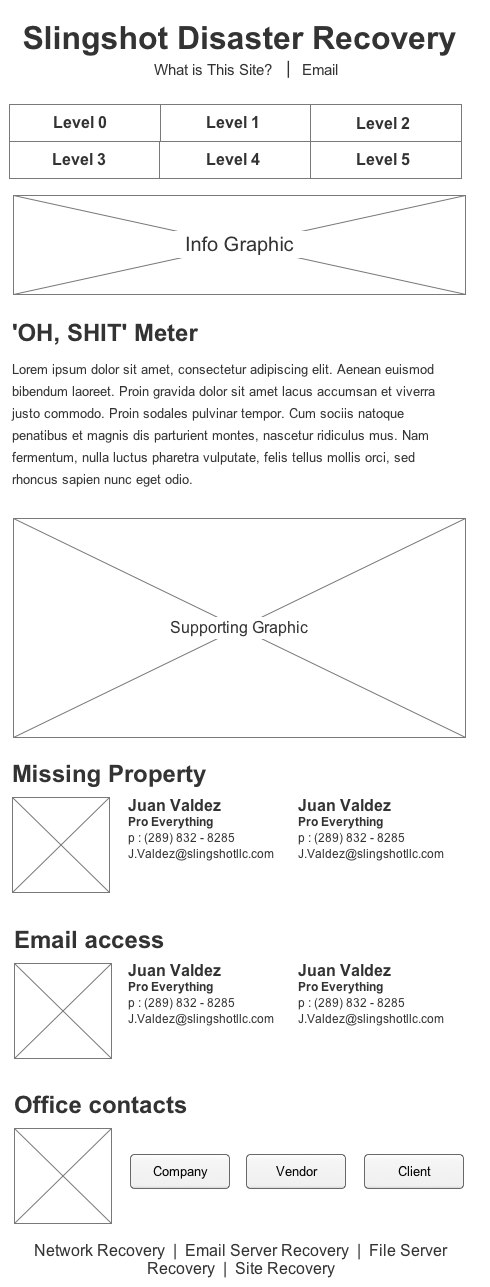 Slingshot Disaster Recovery
What is This Site? | Email
Level 0 Level 1 Level 2
Level 3 Level 4 Level 5
Info Graphic
'OH, SHIT' Meter
Lorem ipsum dolor sit amet, consectetur adipiscing elit. Aenean euismod
bibendum laoreet. Proin gravida dolor sit amet lacus accumsan et viverra
justo commodo. Proin sodales pulvinar tempor. Cum sociis natoque
penatibus et magnis dis parturient montes, nascetur ridiculus mus. Nam
fermentum, nulla luctus pharetra vulputate, felis tellus mollis orci, sed
rhoncus sapien nunc eget odio.
Supporting Graphic
Missing Property
Juan Valdez Juan Valdez
Pro Everything Pro Everything
p : (289) 832 - 8285 p : (289) 832 - 8285
J.Valdez@slingshotllc.com J.Valdez@slingshotllc.com
Email access
Juan Valdez Juan Valdez
Pro Everything Pro Everything
p : (289) 832 - 8285 p : (289) 832 - 8285
J.Valdez@slingshotllc.com J.Valdez@slingshotllc.com
Office contacts
Company Vendor Client
Network Recovery | Email Server Recovery | File Server
Recovery | Site Recovery